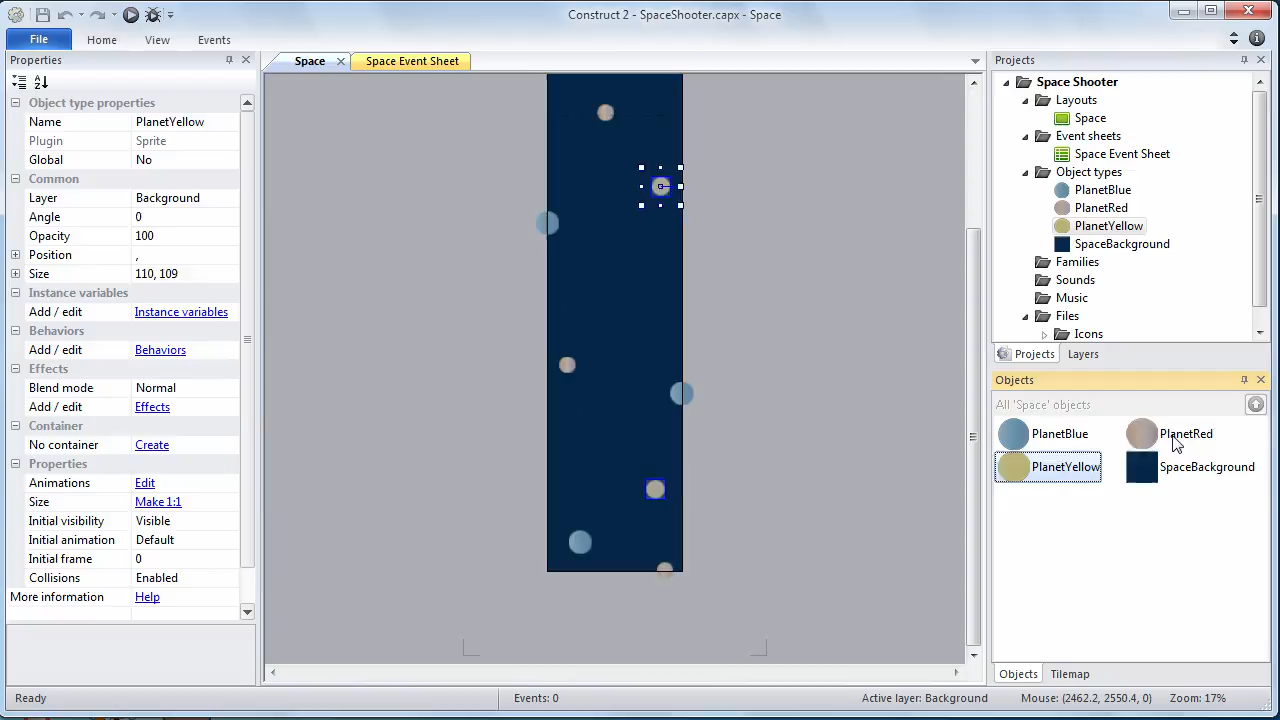 Construct 2 - SpaceShooter.capx - Space
File Home View Events
Properties
Object type properties
Name PlanetYellow
Plugin Sprite
Global No
Common
Layer Background
Angle 0
Opacity 100
Position ,
Size 110, 109
Instance variables
Add / edit Instance variables
Behaviors
Add / edit Behaviors
Effects
Blend mode Normal
Add / edit Effects
Container
No container Create
Properties
Animations Edit
Size Make 1:1
Initial visibility Visible
Initial animation Default
Initial frame 0
Collisions Enabled
More information Help
Space
Space Event Sheet
Projects
Space Shooter
Layouts
Space
Event sheets
Space Event Sheet
Object types
PlanetBlue
PlanetRed
PlanetYellow
SpaceBackground
Families
Sounds
Music
Files
Icons
Projects Layers
Objects
All 'Space' objects
PlanetBlue PlanetRed
PlanetYellow SpaceBackground
Objects Tilemap
Ready Events: 0 Active layer: Background Mouse: (2462.2, 2550.4, 0) Zoom: 17%